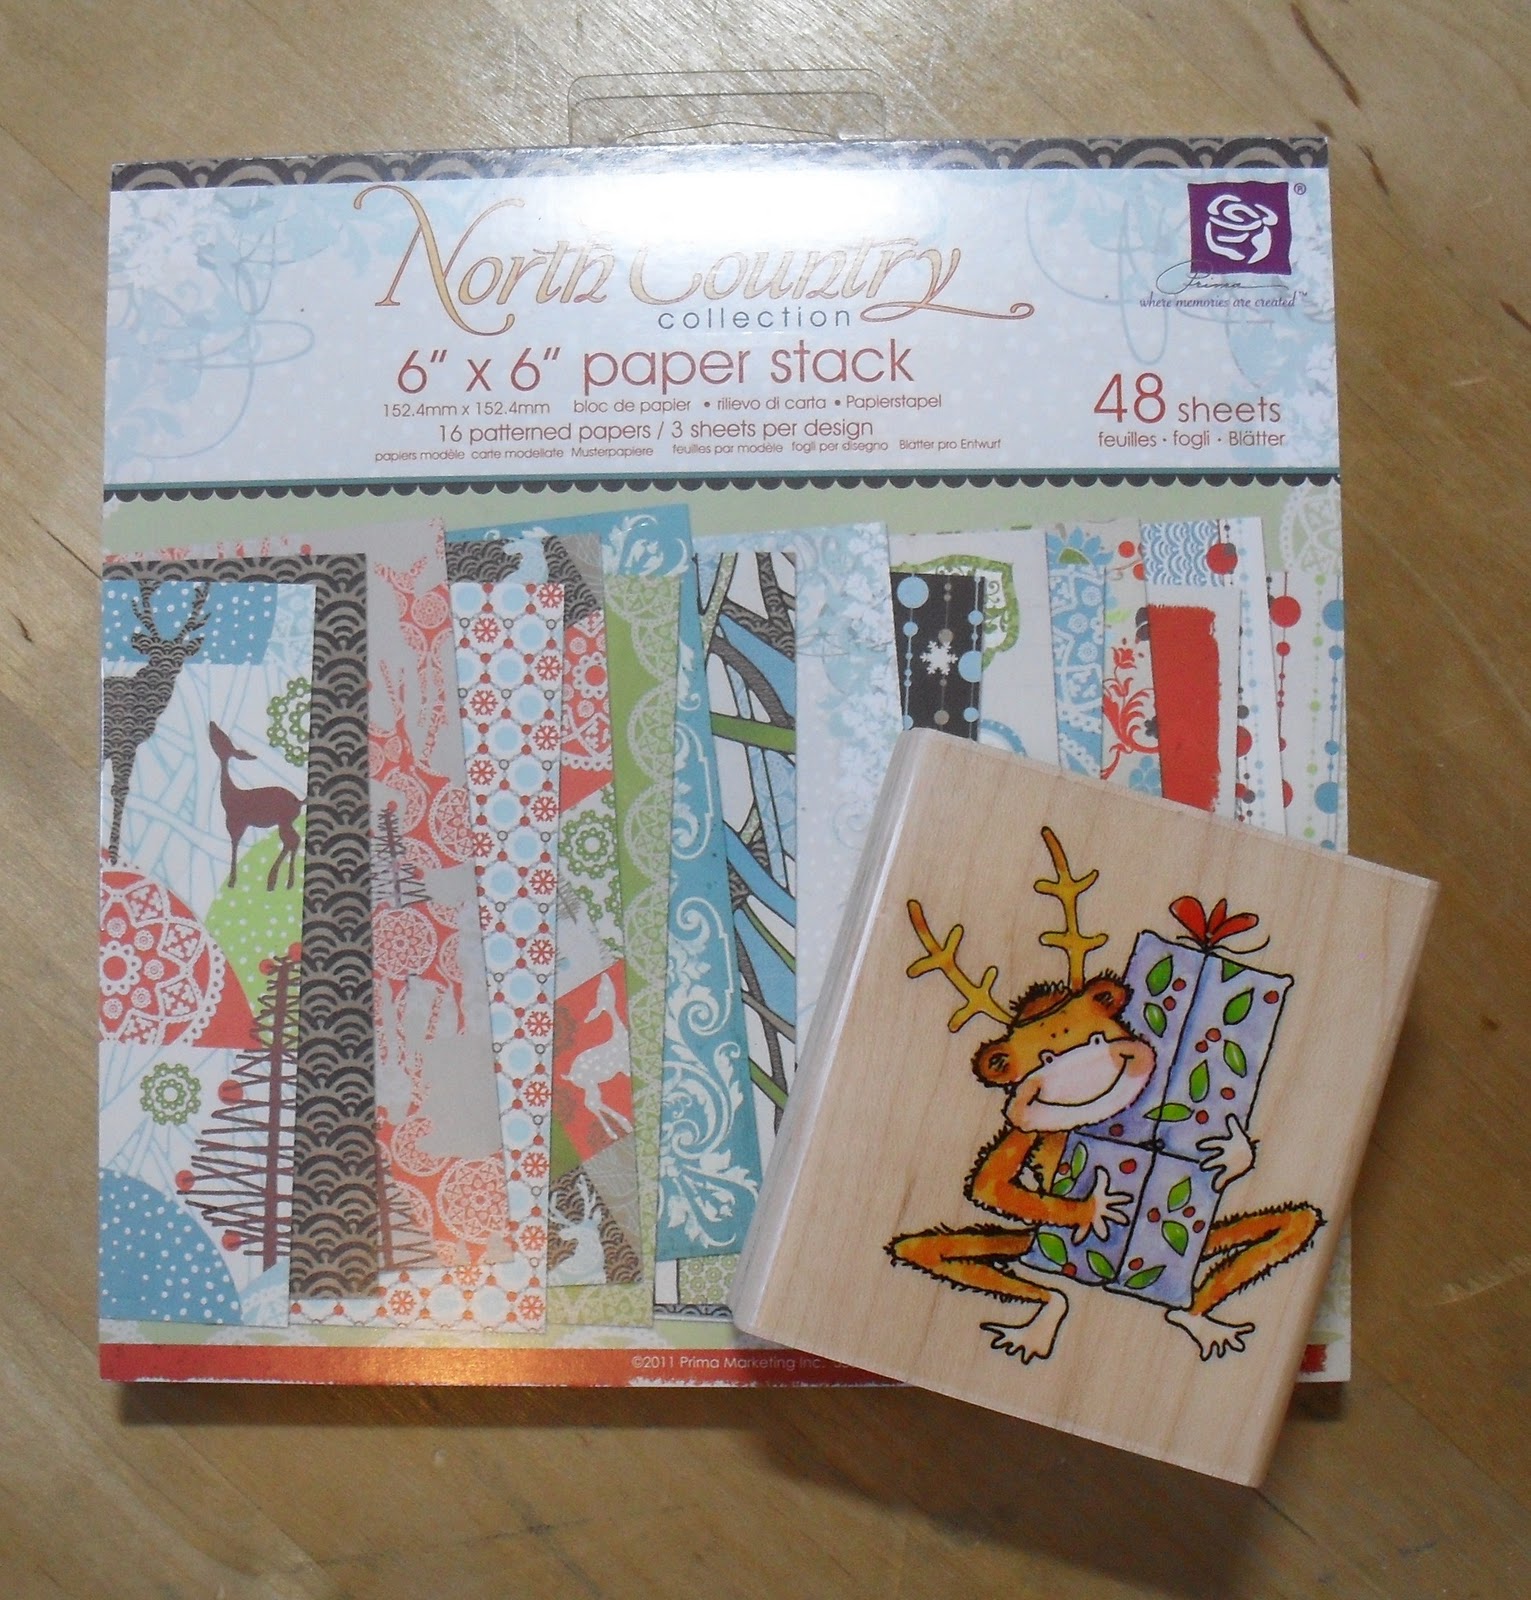 North Country
collection
Prima
where memories are created™
6" x 6" paper stack
152.4mm x 152.4mm bloc de papier • rilievo di carta • Papierstapel
16 patterned papers / 3 sheets per design
papiers modèle carte modellate Musterpapiere feuilles par modèle fogli per disegno Blätter pro Entwurf
48 sheets
feuilles · fogli · Blätter
©2011 Prima Marketing Inc.